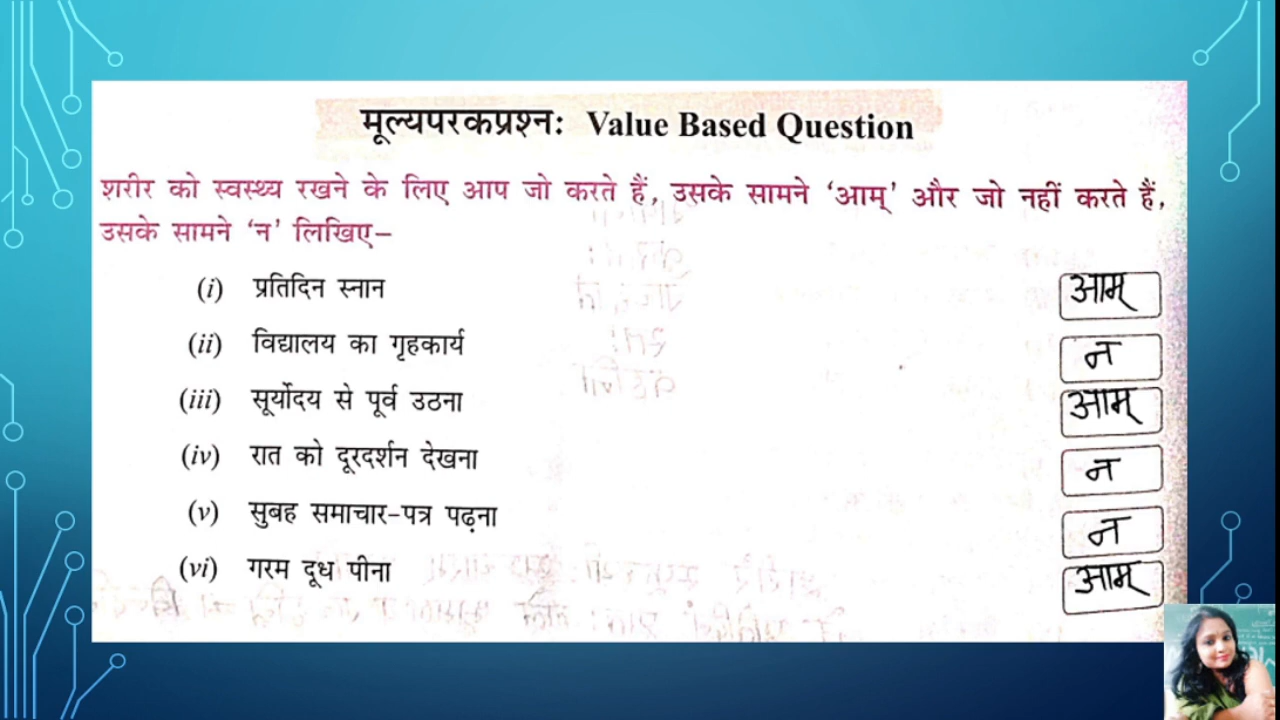 मूल्यपरकप्रश्न: Value Based Question
शरीर को स्वस्थ्य रखने के लिए आप जो करते हैं, उसके सामने ‘आम्’ और जो नहीं करते हैं,
उसके सामने ‘न’ लिखिए–
(i) प्रतिदिन स्नान आम्
(ii) विद्यालय का गृहकार्य न
(iii) सूर्योदय से पूर्व उठना आम्
(iv) रात को दूरदर्शन देखना न
(v) सुबह समाचार-पत्र पढ़ना न
(vi) गरम दूध पीना आम्